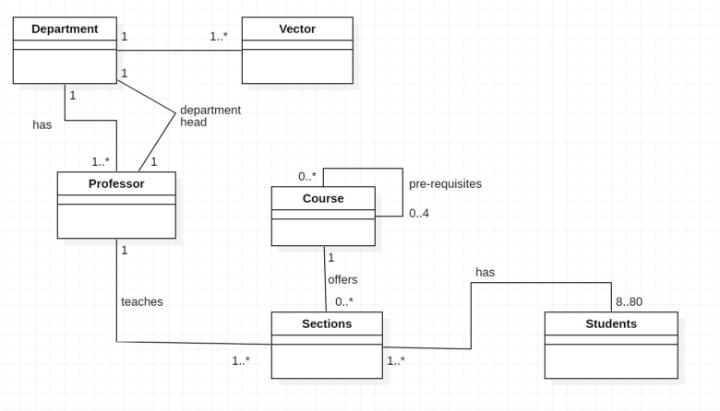 Department
1
1..*
Vector
1
1
department
head
has
1..*
1
Professor
0..*
pre-requisites
Course
0..4
1
1
offers
has
teaches
0..*
8..80
Sections
Students
1..*
1..*